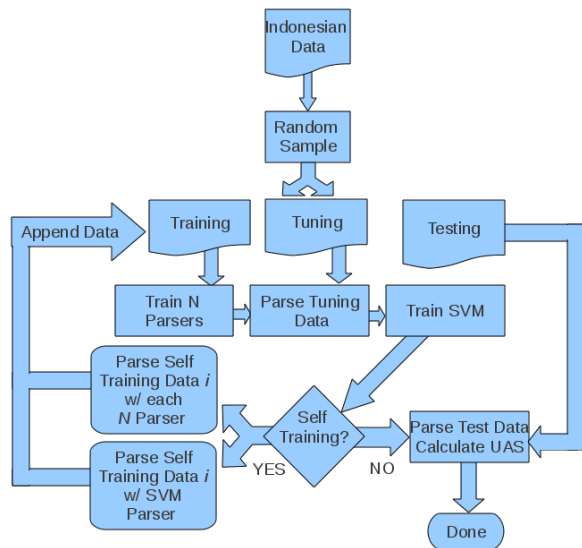 Indonesian
Data
Random
Sample
Append Data
Training
Tuning
Testing
Train N
Parsers
Parse Tuning
Data
Train SVM
Parse Self
Training Data i
w/ each
N Parser
Self
Training?
Parse Test Data
Calculate UAS
YES
NO
Parse Self
Training Data i
w/ SVM
Parser
Done